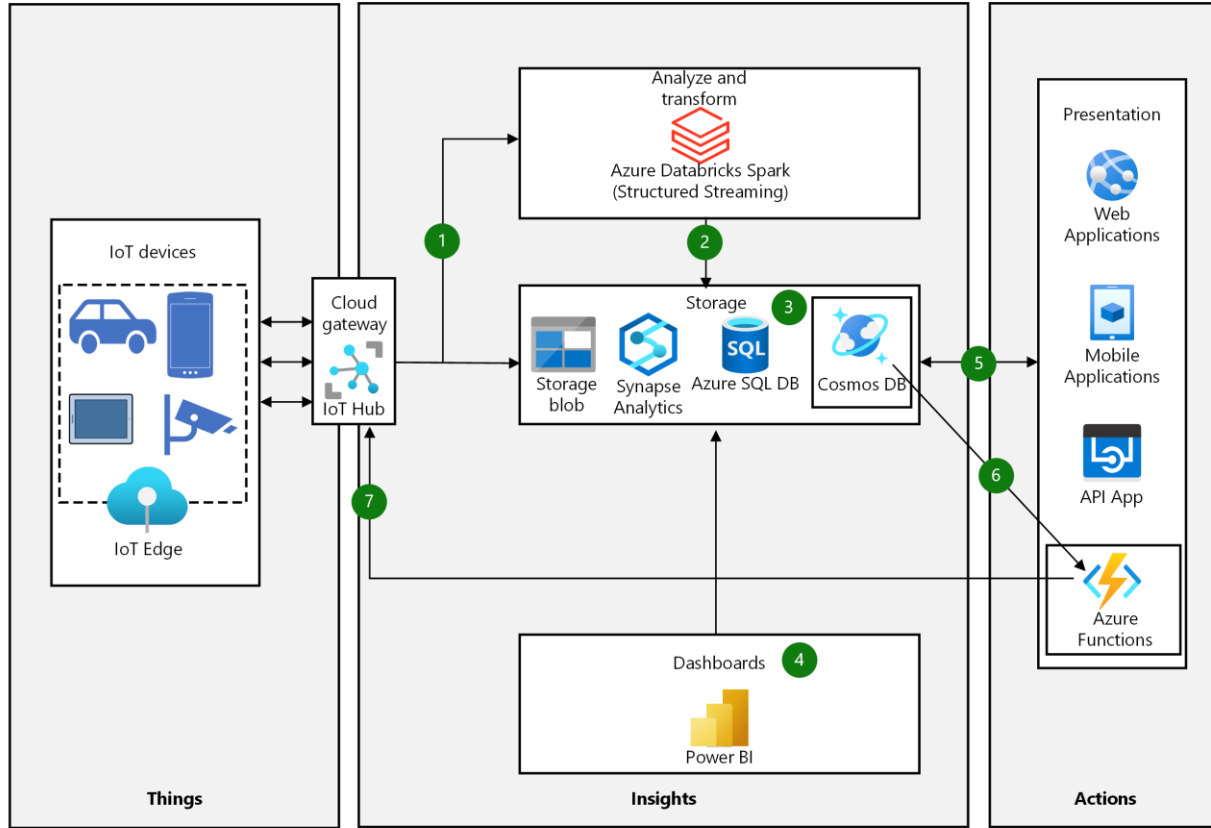 Analyze and
transform
Azure Databricks Spark
(Structured Streaming)
1
2
IoT devices
IoT Edge
Cloud
gateway
IoT Hub
Storage
3
Storage
blob
Synapse
Analytics
SQL
Azure SQL DB
Cosmos DB
5
6
7
Presentation
Web
Applications
Mobile
Applications
API App
Azure
Functions
Dashboards
4
Power BI
Things
Insights
Actions